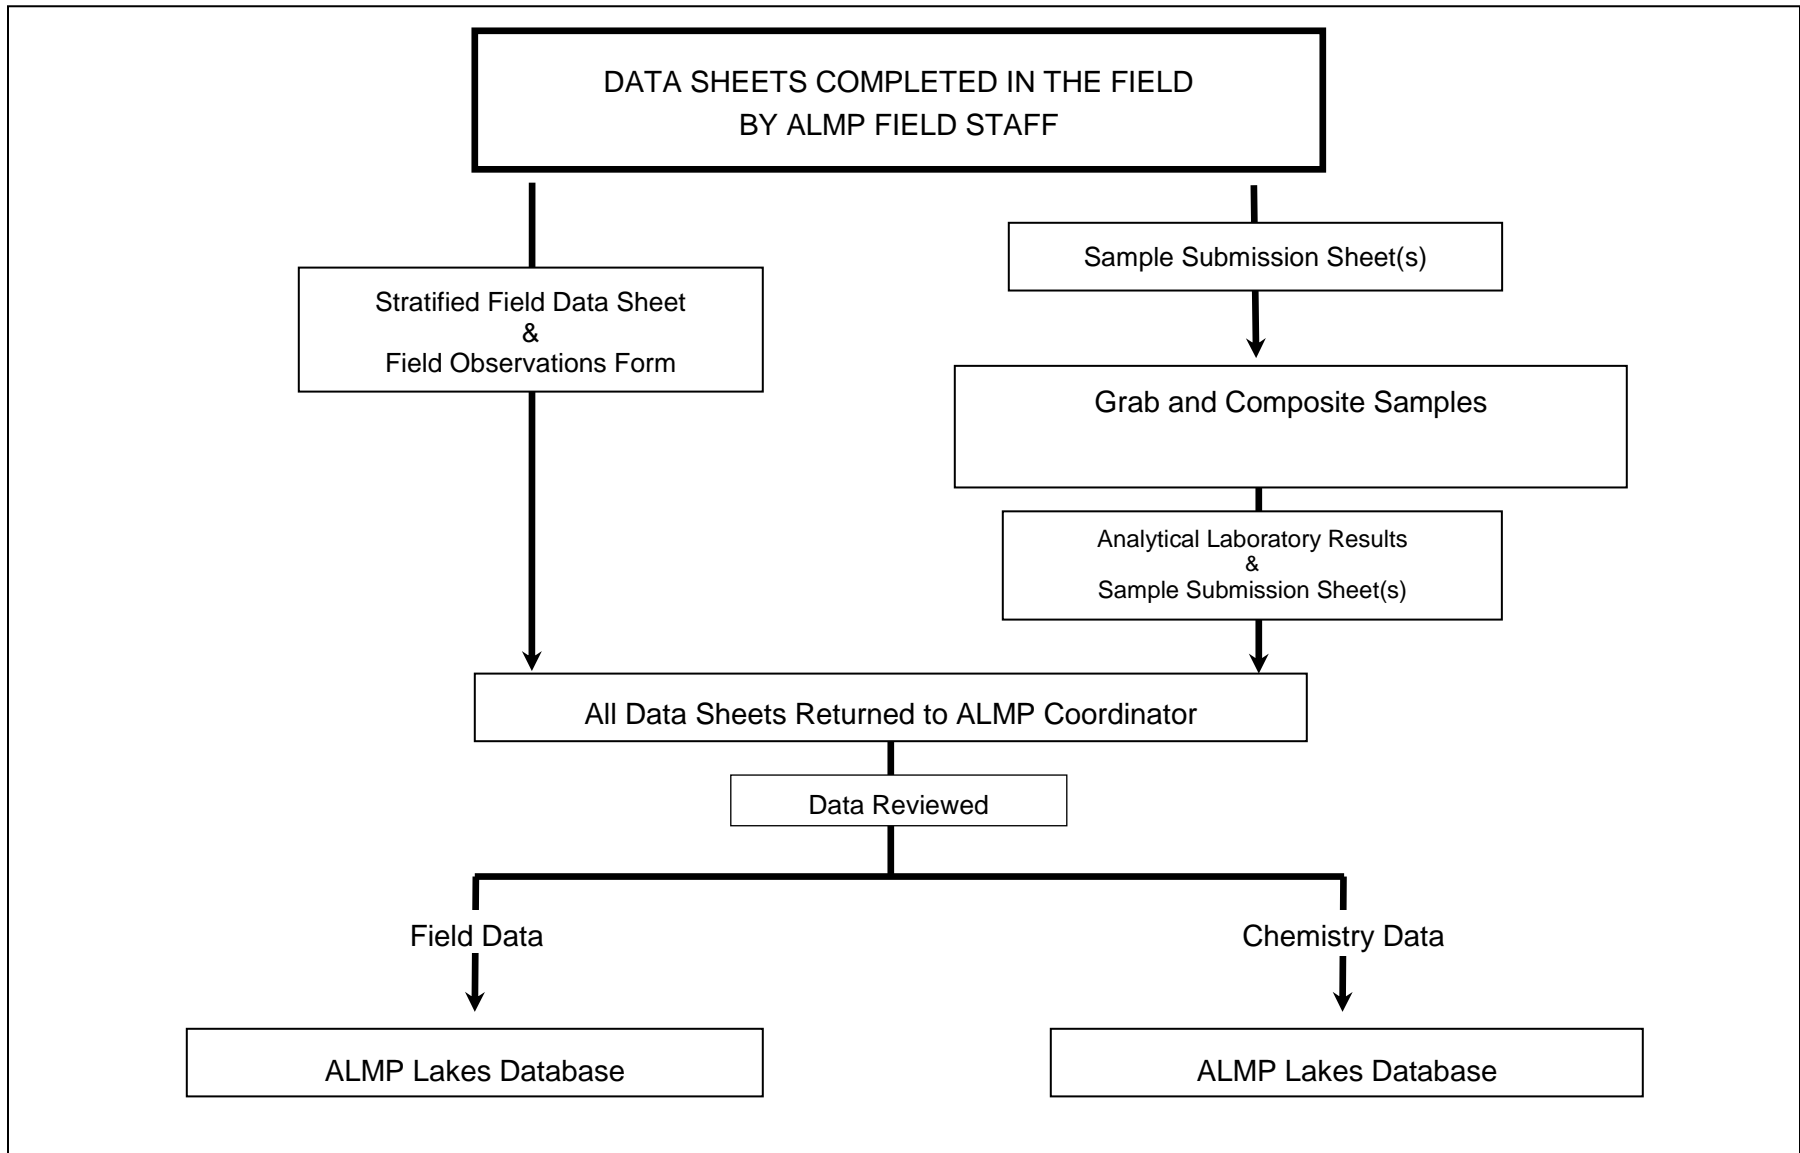 DATA SHEETS COMPLETED IN THE FIELD
BY ALMP FIELD STAFF
Sample Submission Sheet(s)
Stratified Field Data Sheet
&
Field Observations Form
Grab and Composite Samples
Analytical Laboratory Results
&
Sample Submission Sheet(s)
All Data Sheets Returned to ALMP Coordinator
Data Reviewed
Field Data
Chemistry Data
ALMP Lakes Database
ALMP Lakes Database